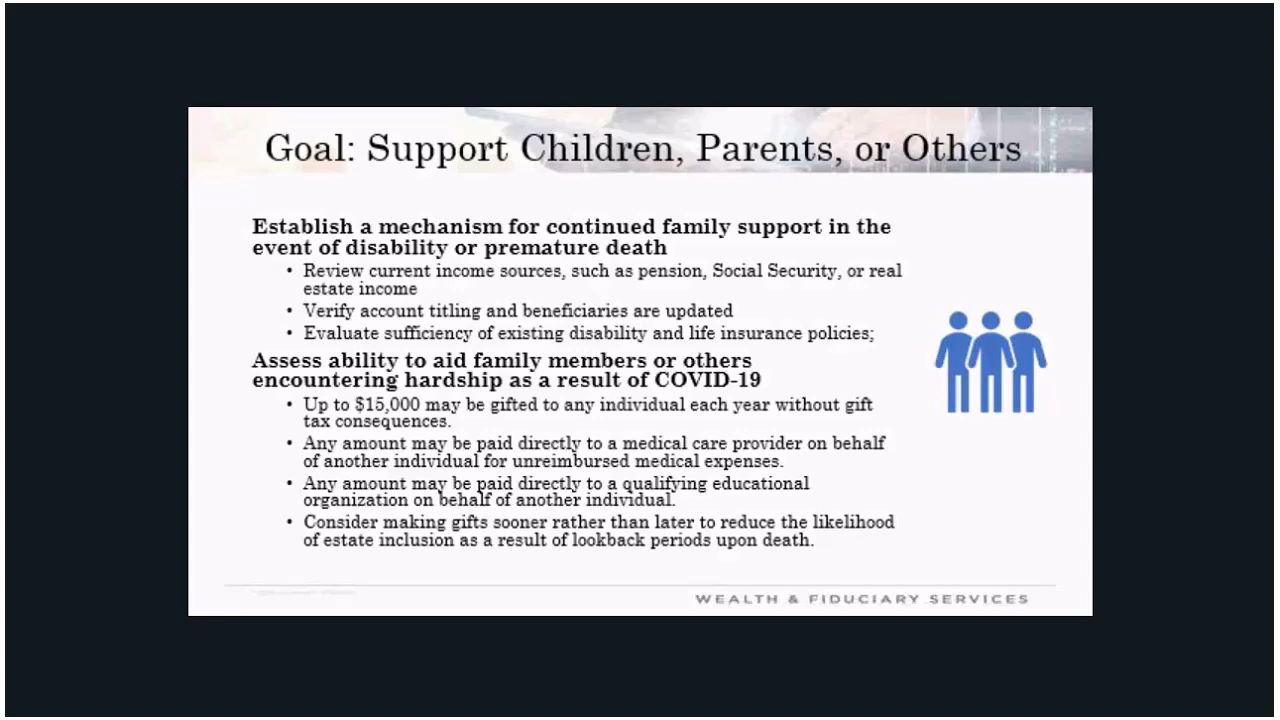 Goal: Support Children, Parents, or Others
Establish a mechanism for continued family support in the
event of disability or premature death
• Review current income sources, such as pension, Social Security, or real
estate income
• Verify account titling and beneficiaries are updated
• Evaluate sufficiency of existing disability and life insurance policies;
Assess ability to aid family members or others
encountering hardship as a result of COVID-19
• Up to $15,000 may be gifted to any individual each year without gift
tax consequences.
• Any amount may be paid directly to a medical care provider on behalf
of another individual for unreimbursed medical expenses.
• Any amount may be paid directly to a qualifying educational
organization on behalf of another individual.
• Consider making gifts sooner rather than later to reduce the likelihood
of estate inclusion as a result of lookback periods upon death.
WEALTH & FIDUCIARY SERVICES